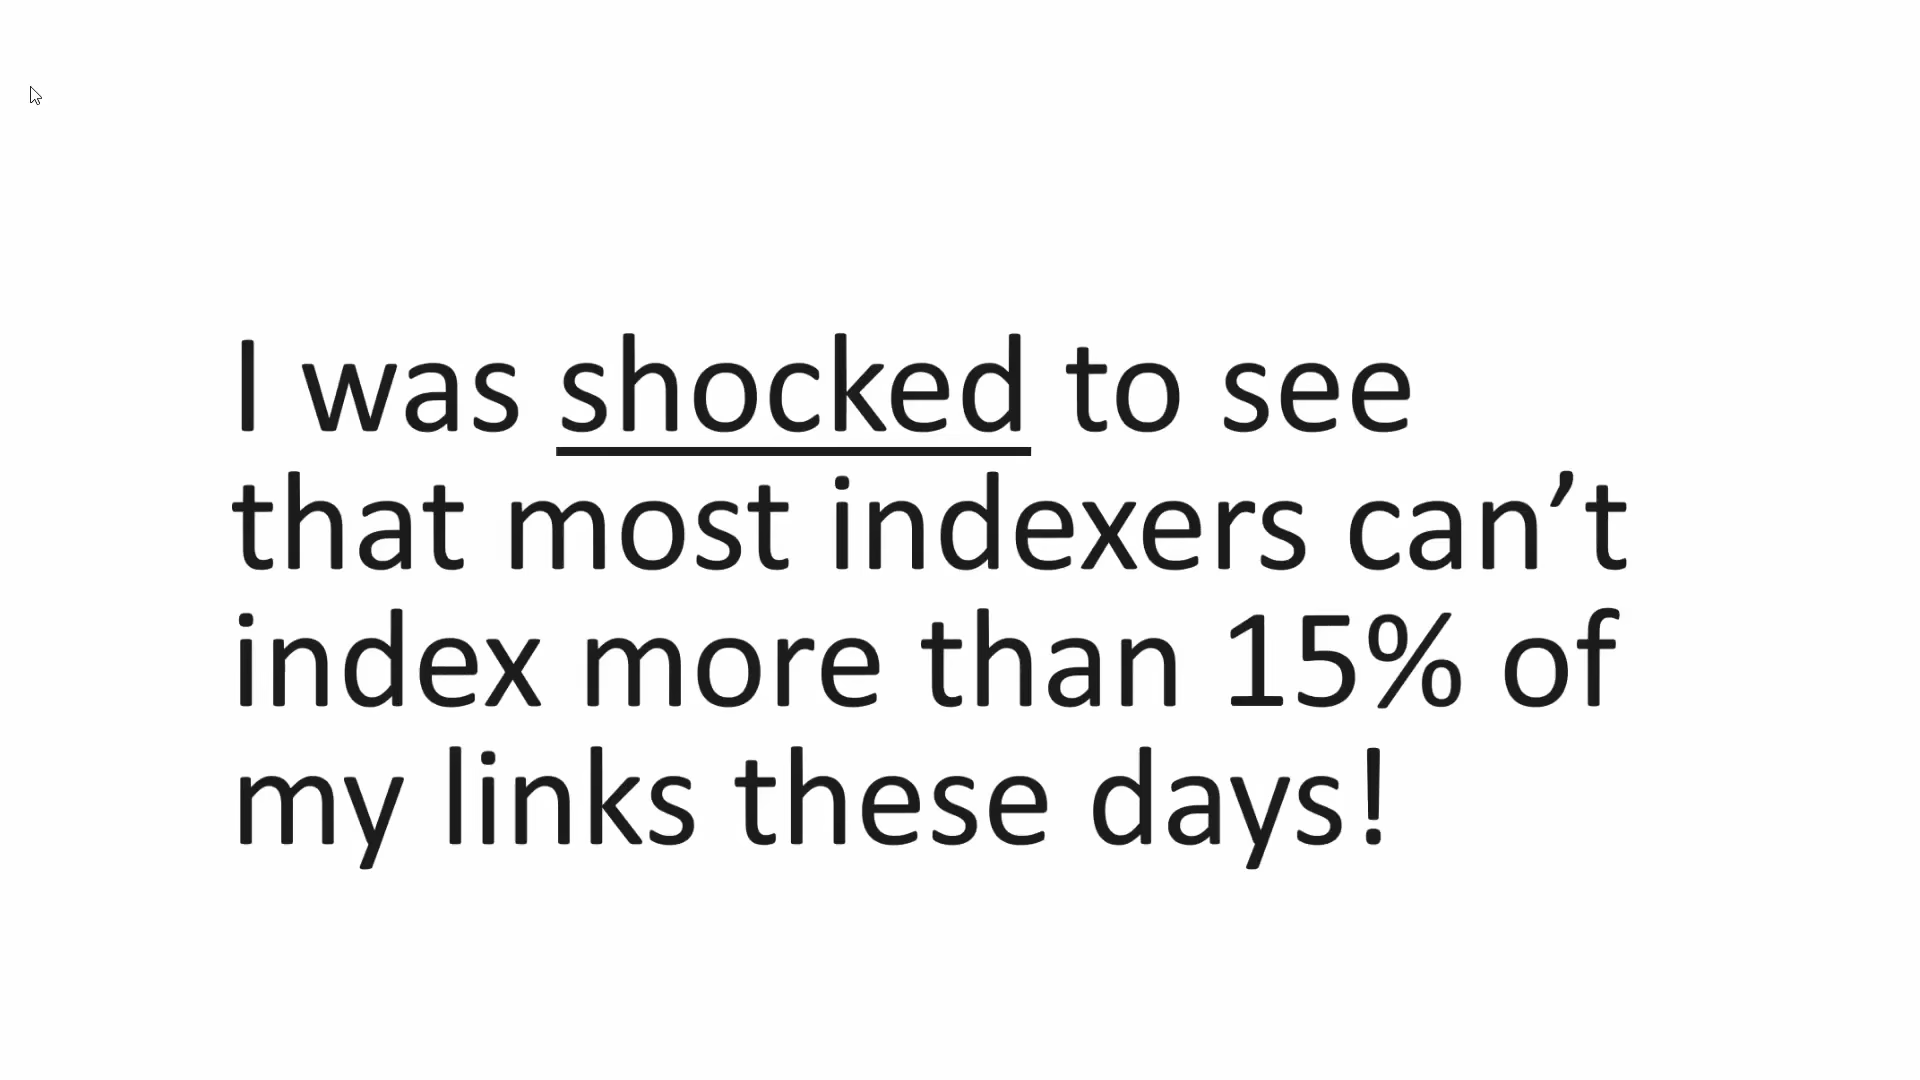 I was shocked to see
that most indexers can’t
index more than 15% of
my links these days!